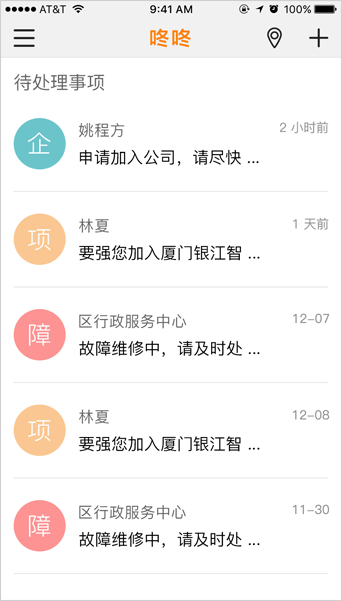 AT&T 9:41 AM 100%
咚咚
待处理事项
企
姚程方
2 小时前
申请加入公司，请尽快 ...
项
林夏
1 天前
要强您加入厦门银江智 ...
障
区行政服务中心
12-07
故障维修中，请及时处 ...
项
林夏
12-08
要强您加入厦门银江智 ...
障
区行政服务中心
11-30
故障维修中，请及时处 ...